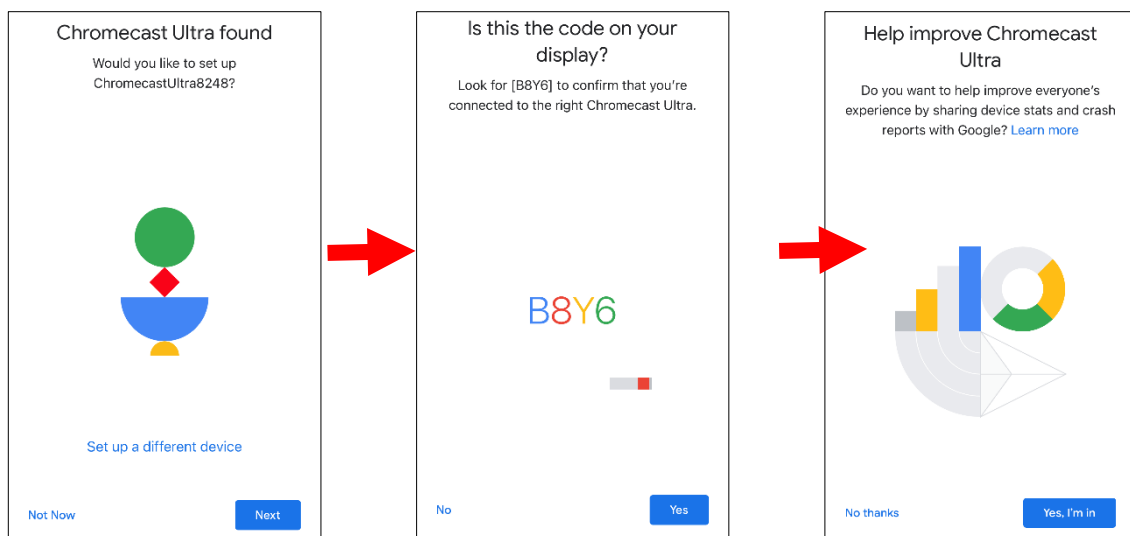 Chromecast Ultra found
Would you like to set up
ChromecastUltra8248?
Set up a different device
Not Now
Next
Is this the code on your
display?
Look for [B8Y6] to confirm that you're
connected to the right Chromecast Ultra.
B8Y6
No
Yes
Help improve Chromecast
Ultra
Do you want to help improve everyone's
experience by sharing device stats and crash
reports with Google? Learn more
No thanks
Yes, I'm in